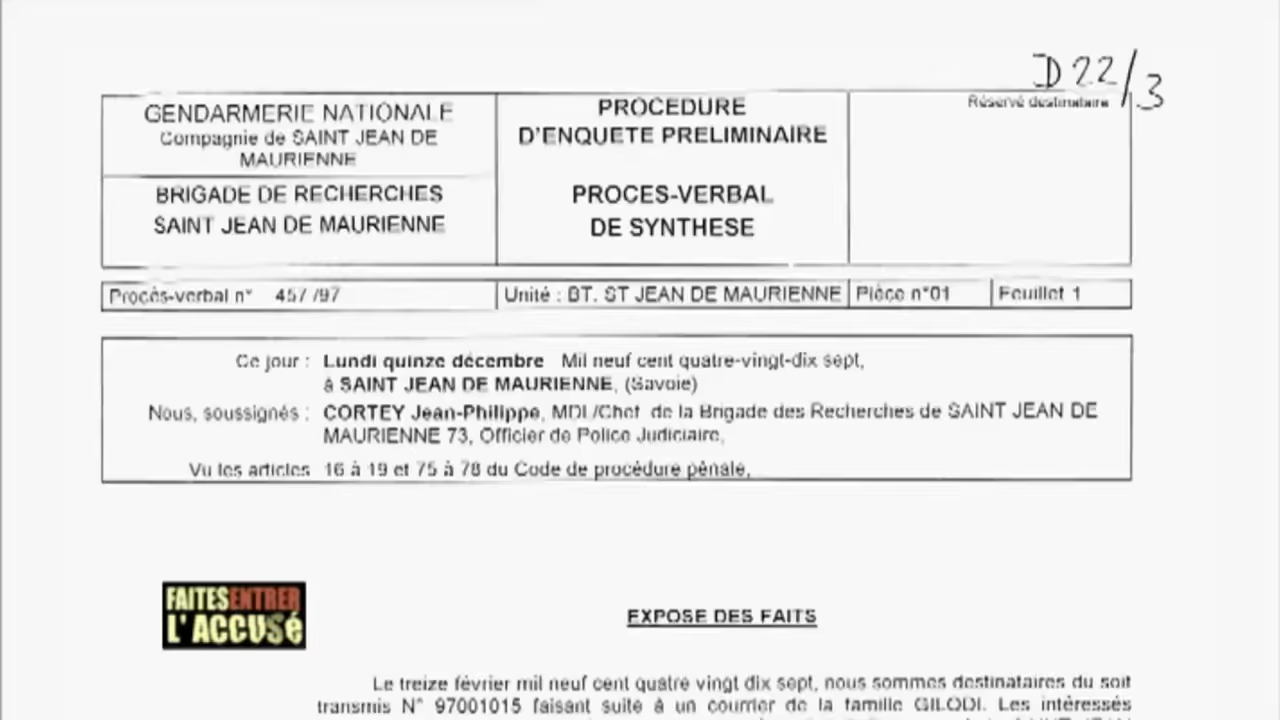 D 22/13
GENDARMERIE NATIONALE
Compagnie de SAINT JEAN DE
MAURIENNE
BRIGADE DE RECHERCHES
SAINT JEAN DE MAURIENNE
PROCEDURE
D'ENQUETE PRELIMINAIRE
PROCES-VERBAL
DE SYNTHESE
Réservé destinataire
Procès-verbal n° 457 /97
Unité : BT. ST JEAN DE MAURIENNE
Pièce n°01
Feuillet 1
Ce jour : Lundi quinze décembre Mil neuf cent quatre-vingt-dix sept,
à SAINT JEAN DE MAURIENNE, (Savoie)
Nous, soussignés : CORTEY Jean-Philippe, MDL/Chef de la Brigade des Recherches de SAINT JEAN DE
MAURIENNE 73, Officier de Police Judiciaire,
Vu les articles 16 à 19 et 75 à 78 du Code de procédure pénale,
FAITES ENTRER
L'ACCUSé
EXPOSE DES FAITS
Le treize février mil neuf cent quatre vingt dix sept, nous sommes destinataires du soit
transmis N° 97001015 faisant suite à un courrier de la famille GILODI. Les intéressés